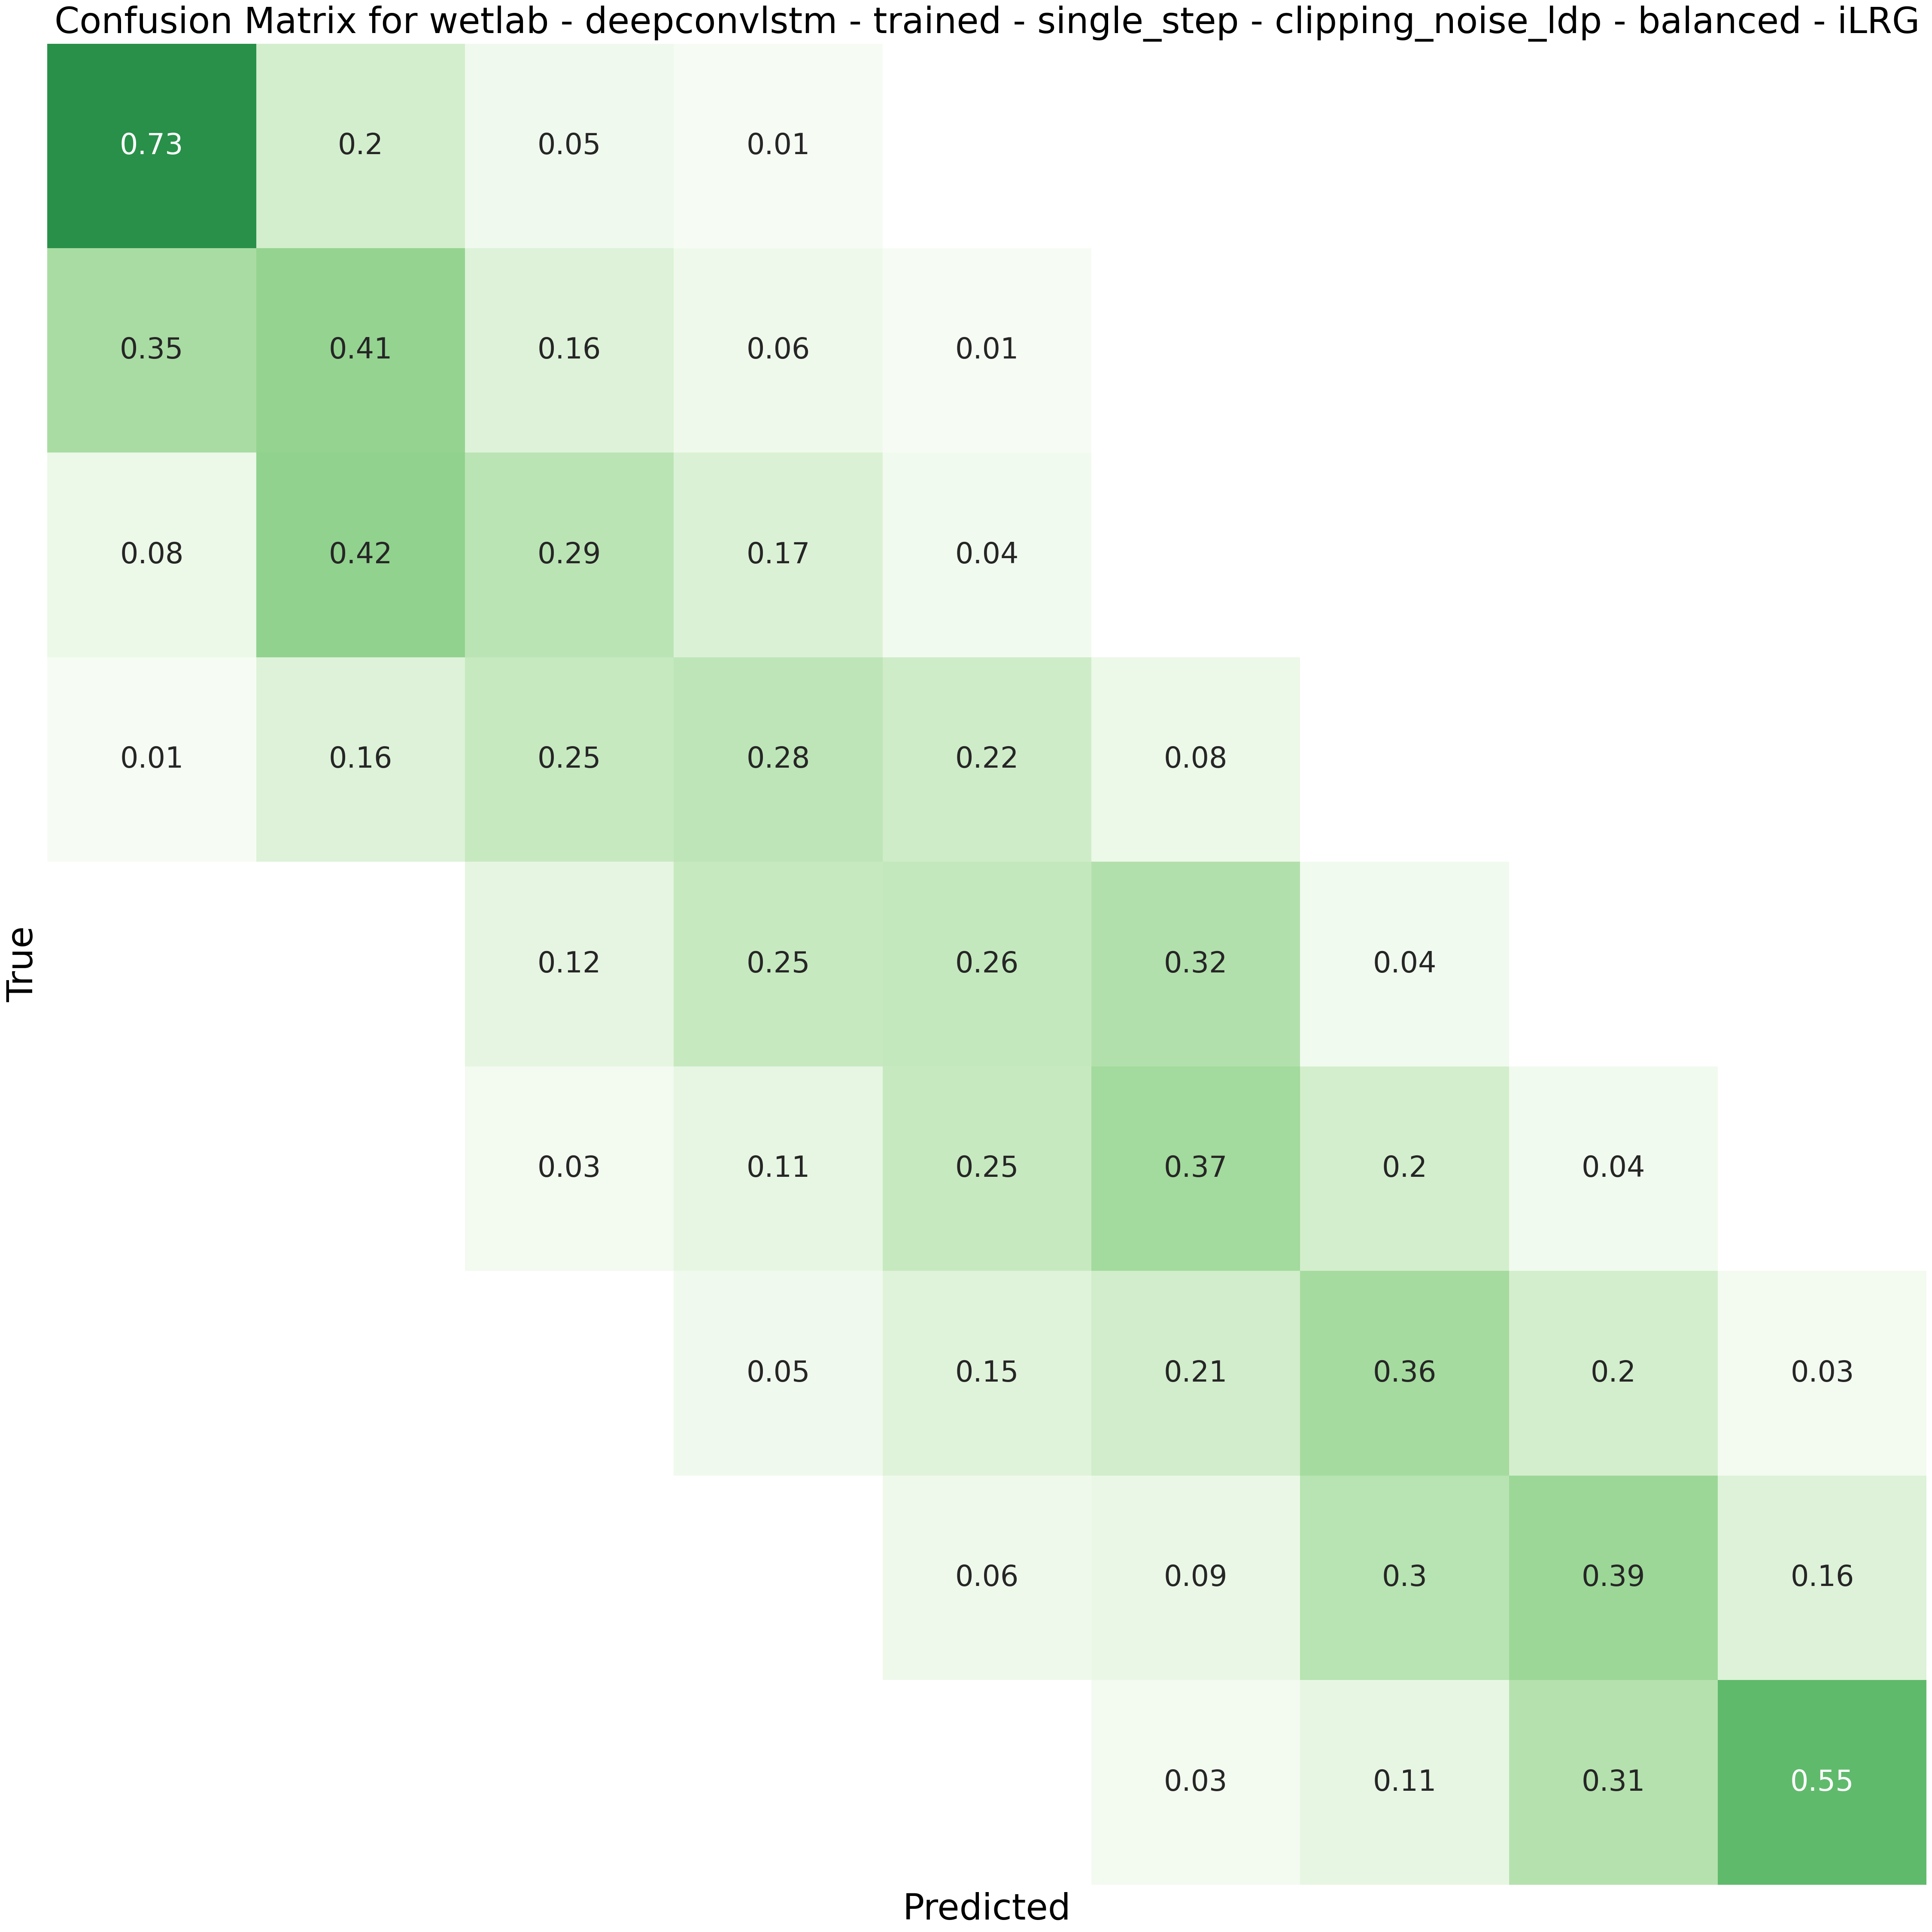 Confusion Matrix for wetlab - deepconvlstm - trained - single_step - clipping_noise_ldp - balanced - iLRG
0.73 0.2 0.05 0.01
0.35 0.41 0.16 0.06 0.01
0.08 0.42 0.29 0.17 0.04
0.01 0.16 0.25 0.28 0.22 0.08
True
0.12 0.25 0.26 0.32 0.04
0.03 0.11 0.25 0.37 0.2 0.04
0.05 0.15 0.21 0.36 0.2 0.03
0.06 0.09 0.3 0.39 0.16
0.03 0.11 0.31 0.55
Predicted